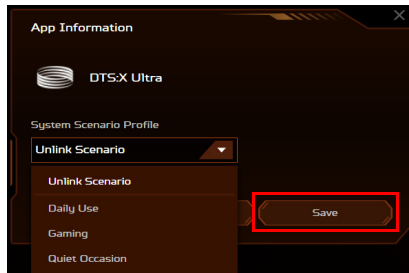 App Information
DTS:X Ultra
System Scenario Profile
Unlink Scenario
Unlink Scenario
Daily Use
Gaming
Quiet Occasion
Save